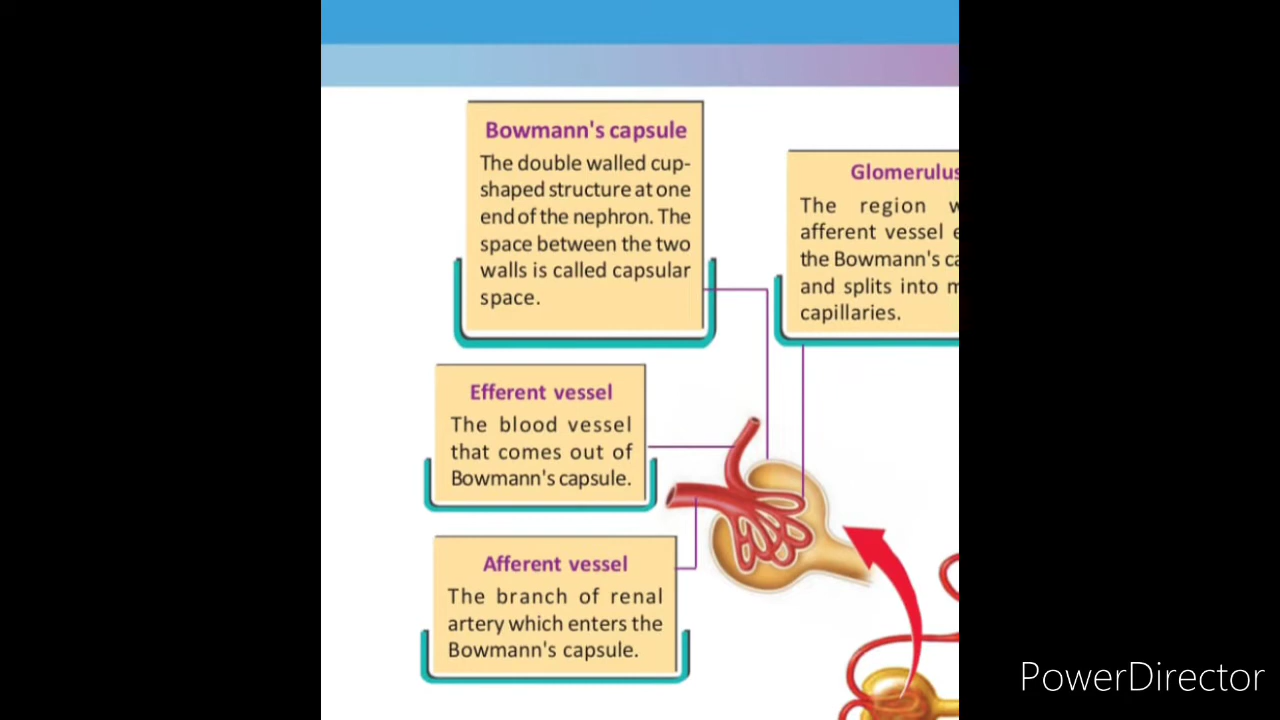 Bowmann's capsule
The double walled cup-
shaped structure at one
end of the nephron. The
space between the two
walls is called capsular
space.
Glomerulus
The region
afferent vessel
the Bowmann's
and splits into
capillaries.
Efferent vessel
The blood vessel
that comes out of
Bowmann's capsule.
Afferent vessel
The branch of renal
artery which enters the
Bowmann's capsule.
PowerDirector